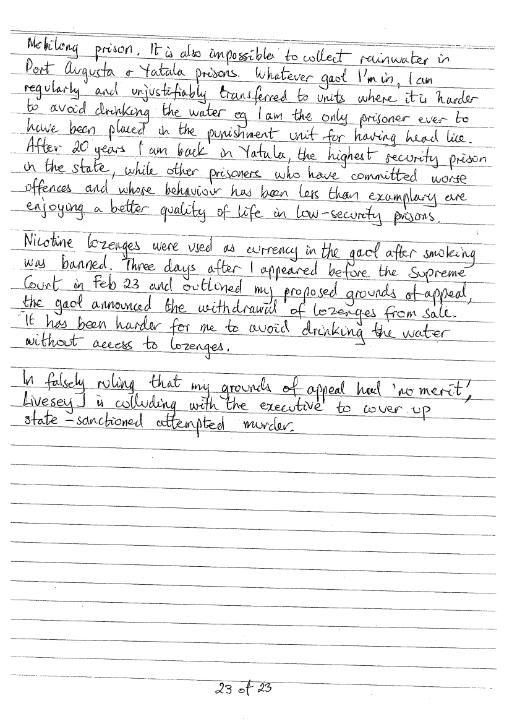 Mobilong prison. It is also impossible to collect rainwater in
Port Augusta & Yatala prisons. Whatever gaol I'm in, I am
regularly and unjustifiably transferred to units where it is harder
to avoid drinking the water eg I am the only prisoner ever to
have been placed in the punishment unit for having head lice.
After 20 years I am back in Yatala, the highest security prison
in the state, while other prisoners who have committed worse
offences and whose behaviour has been less than examplary are
enjoying a better quality of life in low-security prisons.
Nicotine lozenges were used as currency in the gaol after smoking
was banned. Three days after I appeared before the Supreme
Court in Feb 23 and outlined my proposed grounds of appeal,
the gaol announced the withdrawal of lozenges from sale.
It has been harder for me to avoid drinking the water
without access to lozenges.
In falsely ruling that my grounds of appeal had 'no merit',
Livesey J is colluding with the executive to cover up
state-sanctioned attempted murder.
23 of 23